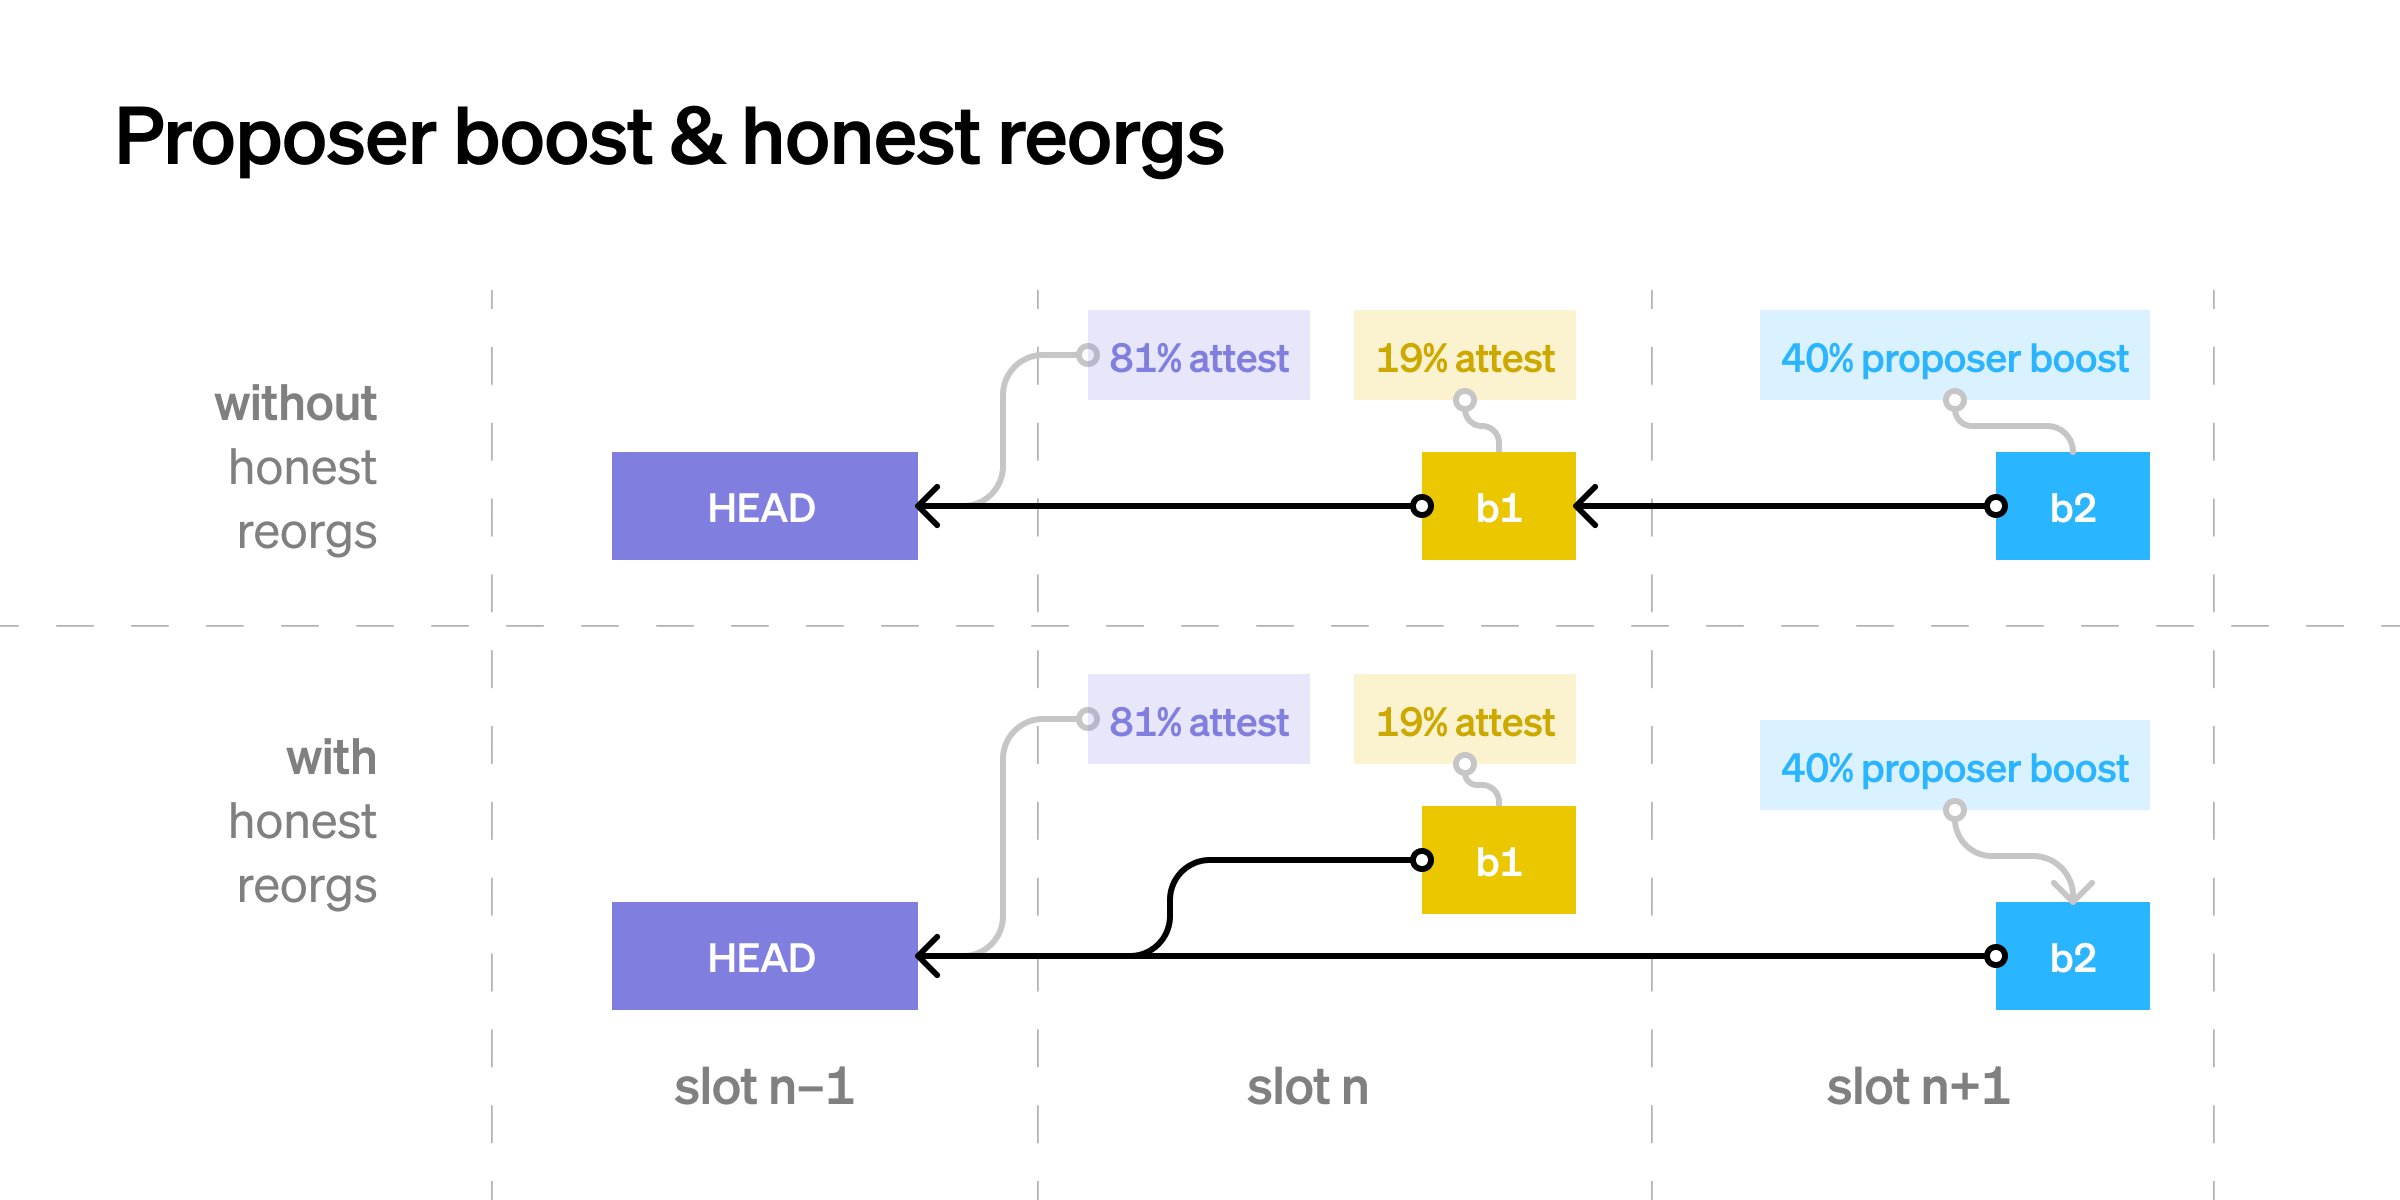 Proposer boost & honest reorgs
81% attest
19% attest
40% proposer boost
without
honest
reorgs
HEAD
b1
b2
81% attest
19% attest
40% proposer boost
with
honest
reorgs
b1
HEAD
b2
slot n–1
slot n
slot n+1